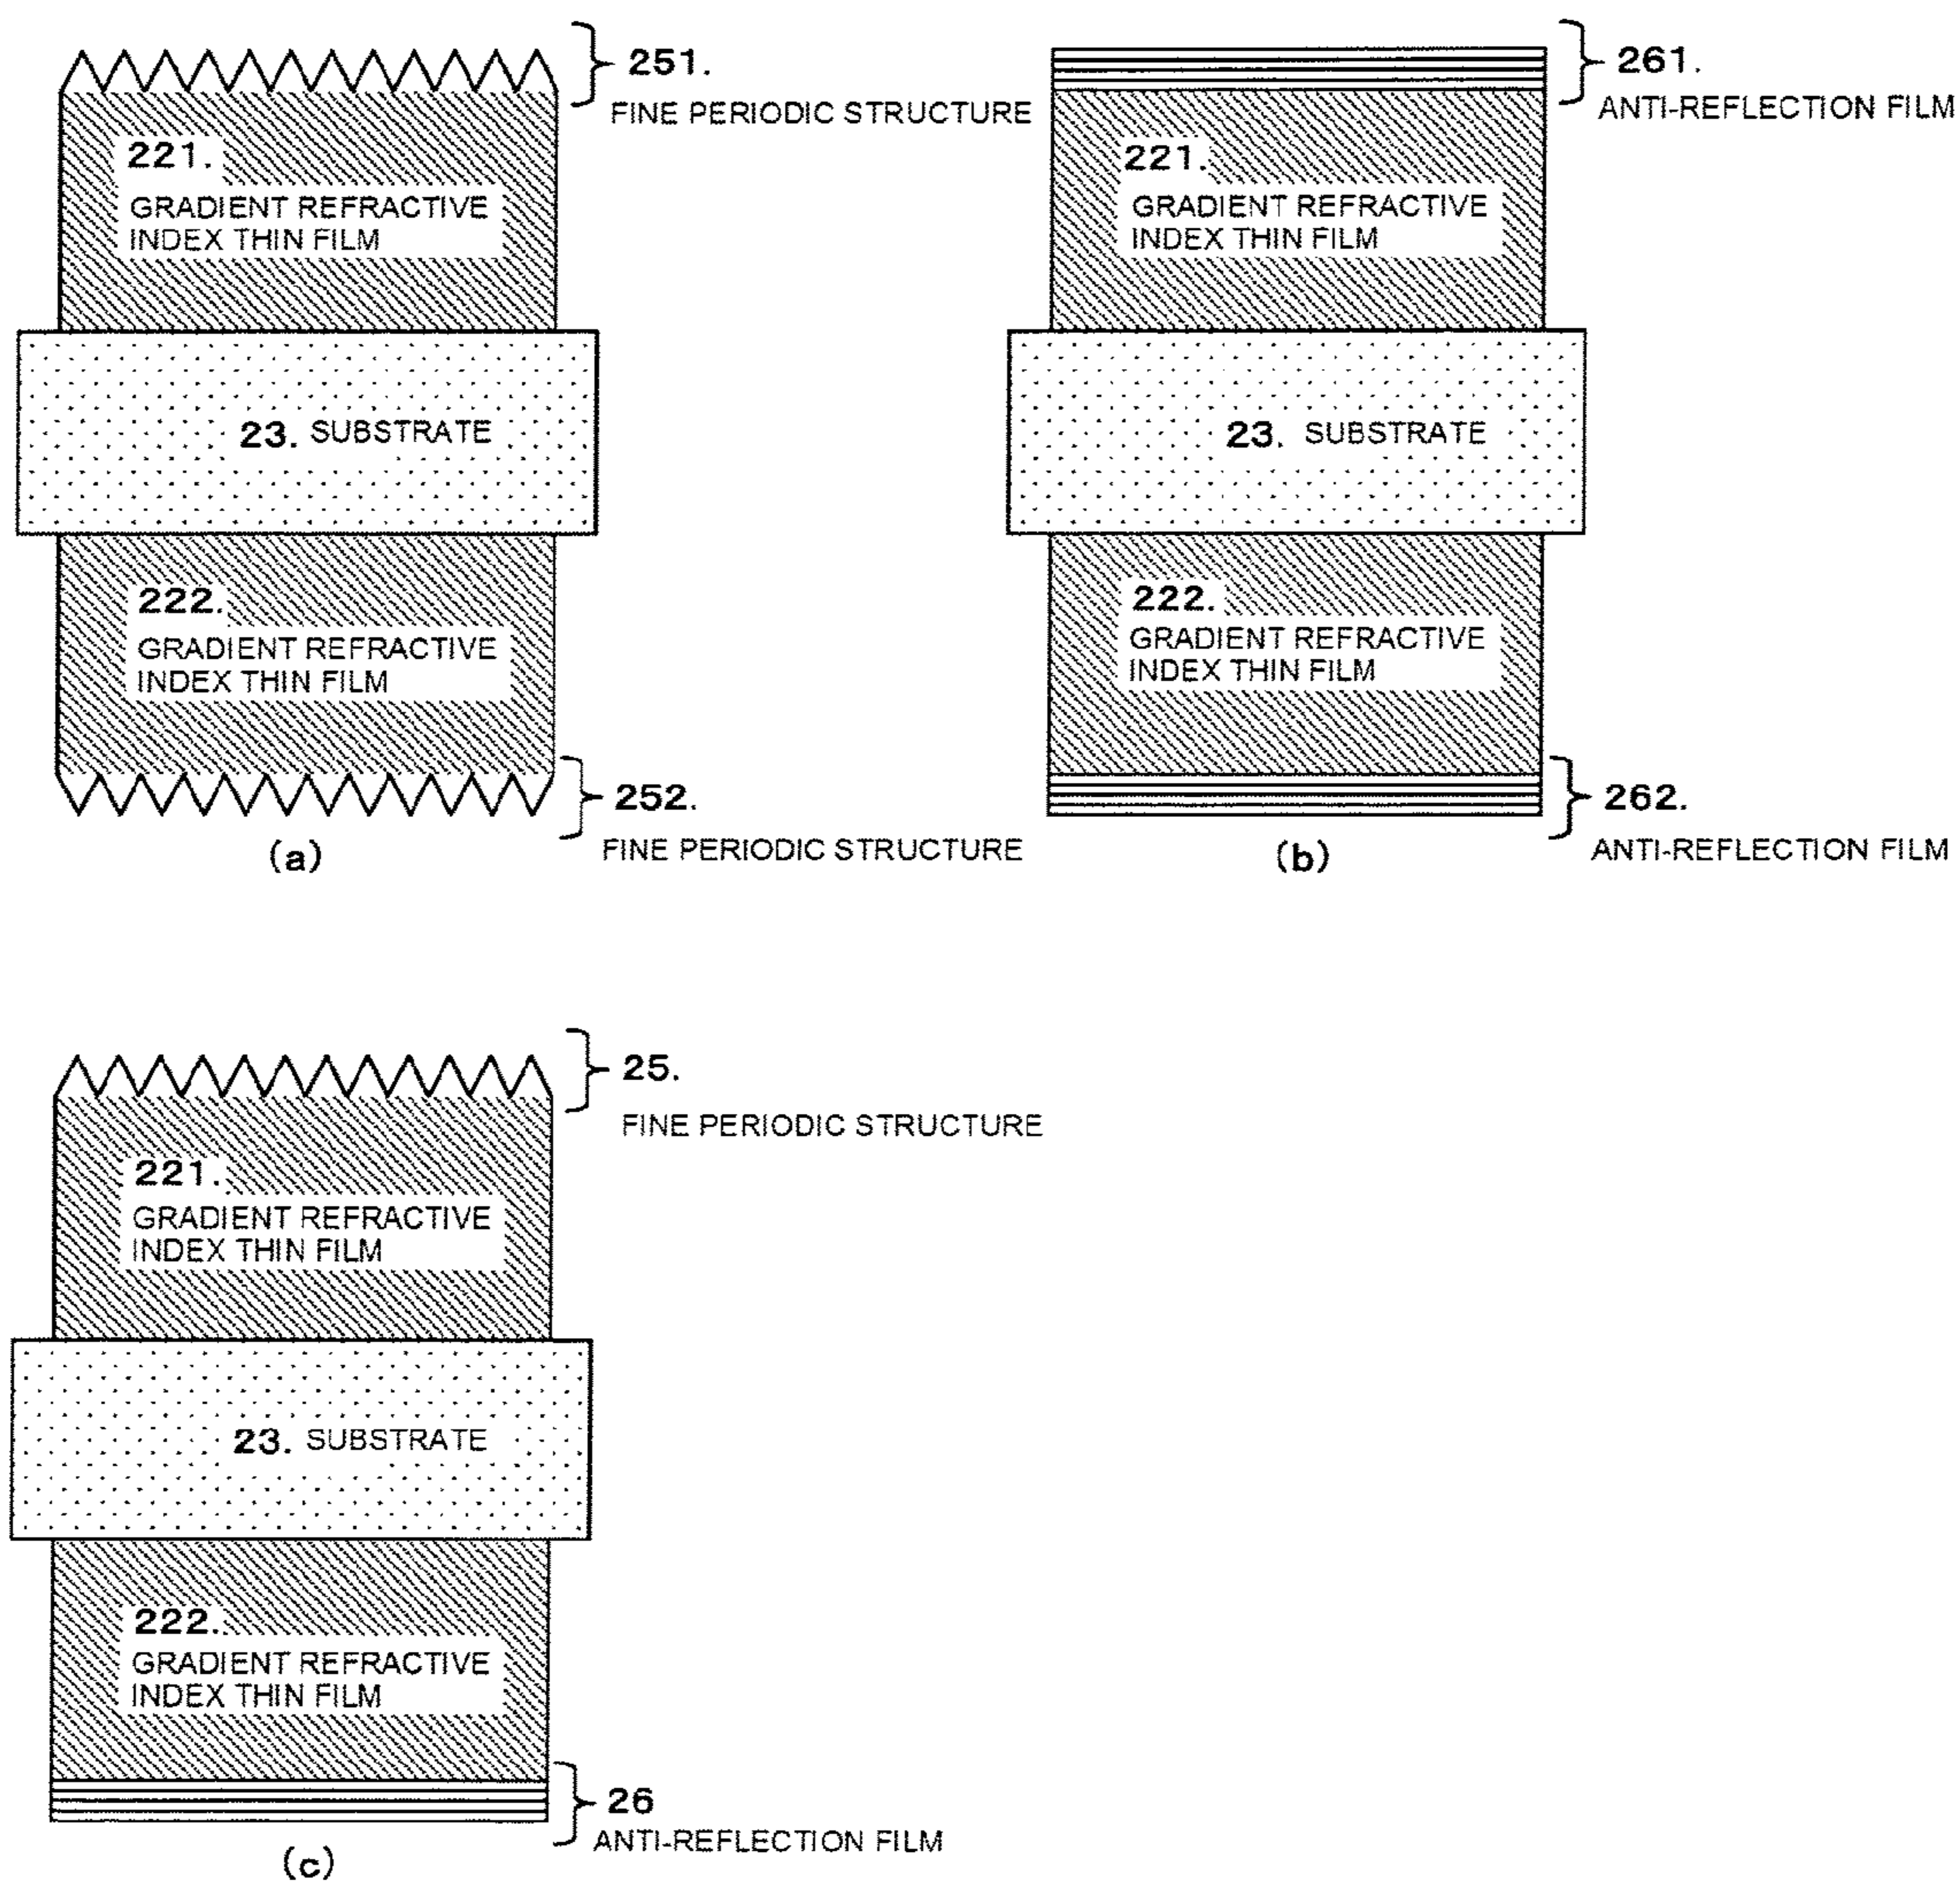 251.
FINE PERIODIC STRUCTURE
221.
GRADIENT REFRACTIVE
INDEX THIN FILM
23. SUBSTRATE
222.
GRADIENT REFRACTIVE
INDEX THIN FILM
252.
FINE PERIODIC STRUCTURE
(a)
261.
ANTI-REFLECTION FILM
221.
GRADIENT REFRACTIVE
INDEX THIN FILM
23. SUBSTRATE
222.
GRADIENT REFRACTIVE
INDEX THIN FILM
262.
ANTI-REFLECTION FILM
(b)
25.
FINE PERIODIC STRUCTURE
221.
GRADIENT REFRACTIVE
INDEX THIN FILM
23. SUBSTRATE
222.
GRADIENT REFRACTIVE
INDEX THIN FILM
26
ANTI-REFLECTION FILM
(c)